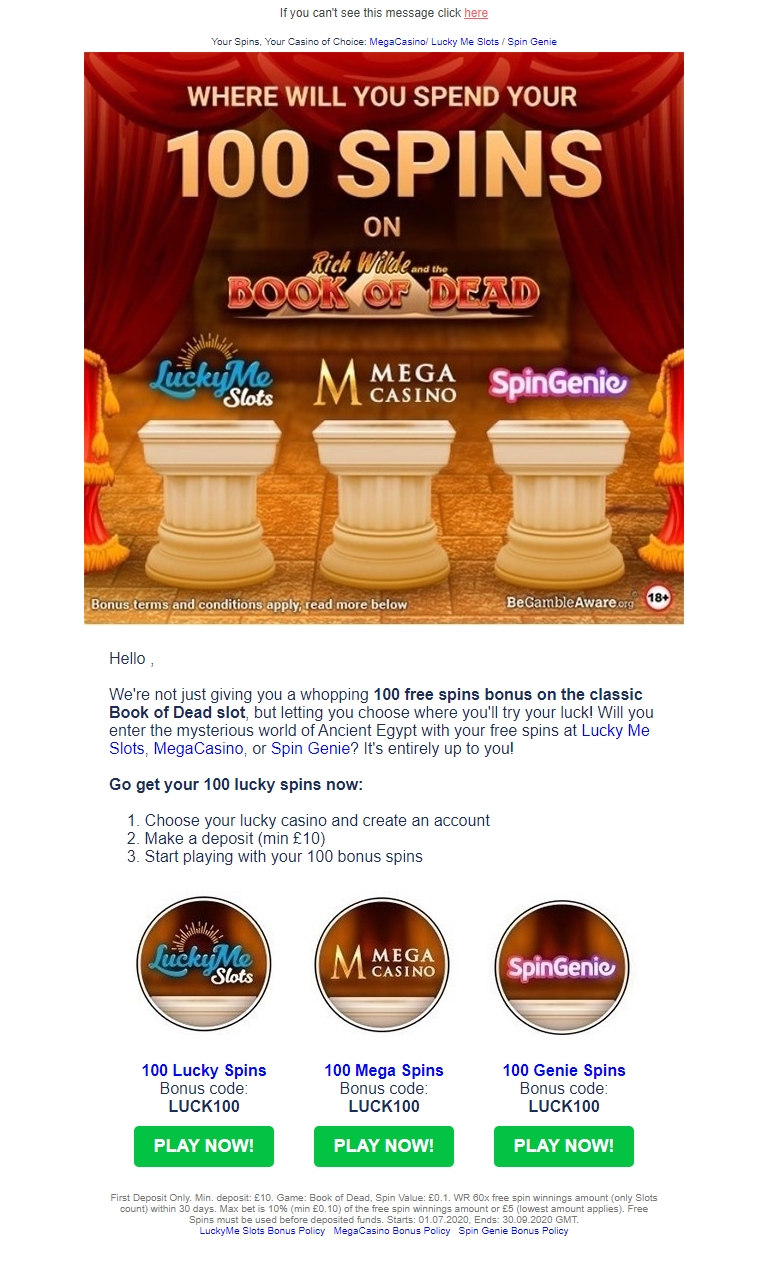 If you can't see this message click here
Your Spins, Your Casino of Choice: MegaCasino/ Lucky Me Slots / Spin Genie
WHERE WILL YOU SPEND YOUR
100 SPINS
ON
Rich Wilde and the
BOOK OF DEAD
LuckyMe Slots
MEGA CASINO
SpinGenie
Bonus terms and conditions apply, read more below
BeGambleAware.org
18+
Hello ,
We're not just giving you a whopping 100 free spins bonus on the classic
Book of Dead slot, but letting you choose where you'll try your luck! Will you
enter the mysterious world of Ancient Egypt with your free spins at Lucky Me
Slots, MegaCasino, or Spin Genie? It's entirely up to you!
Go get your 100 lucky spins now:
1. Choose your lucky casino and create an account
2. Make a deposit (min £10)
3. Start playing with your 100 bonus spins
LuckyMe Slots
MEGA CASINO
SpinGenie
100 Lucky Spins
Bonus code:
LUCK100
PLAY NOW!
100 Mega Spins
Bonus code:
LUCK100
PLAY NOW!
100 Genie Spins
Bonus code:
LUCK100
PLAY NOW!
First Deposit Only. Min. deposit: £10. Game: Book of Dead, Spin Value: £0.1. WR 60x free spin winnings amount (only Slots
count) within 30 days. Max bet is 10% (min £0.10) of the free spin winnings amount or £5 (lowest amount applies). Free
Spins must be used before deposited funds. Starts: 01.07.2020, Ends: 30.09.2020 GMT.
LuckyMe Slots Bonus Policy MegaCasino Bonus Policy Spin Genie Bonus Policy